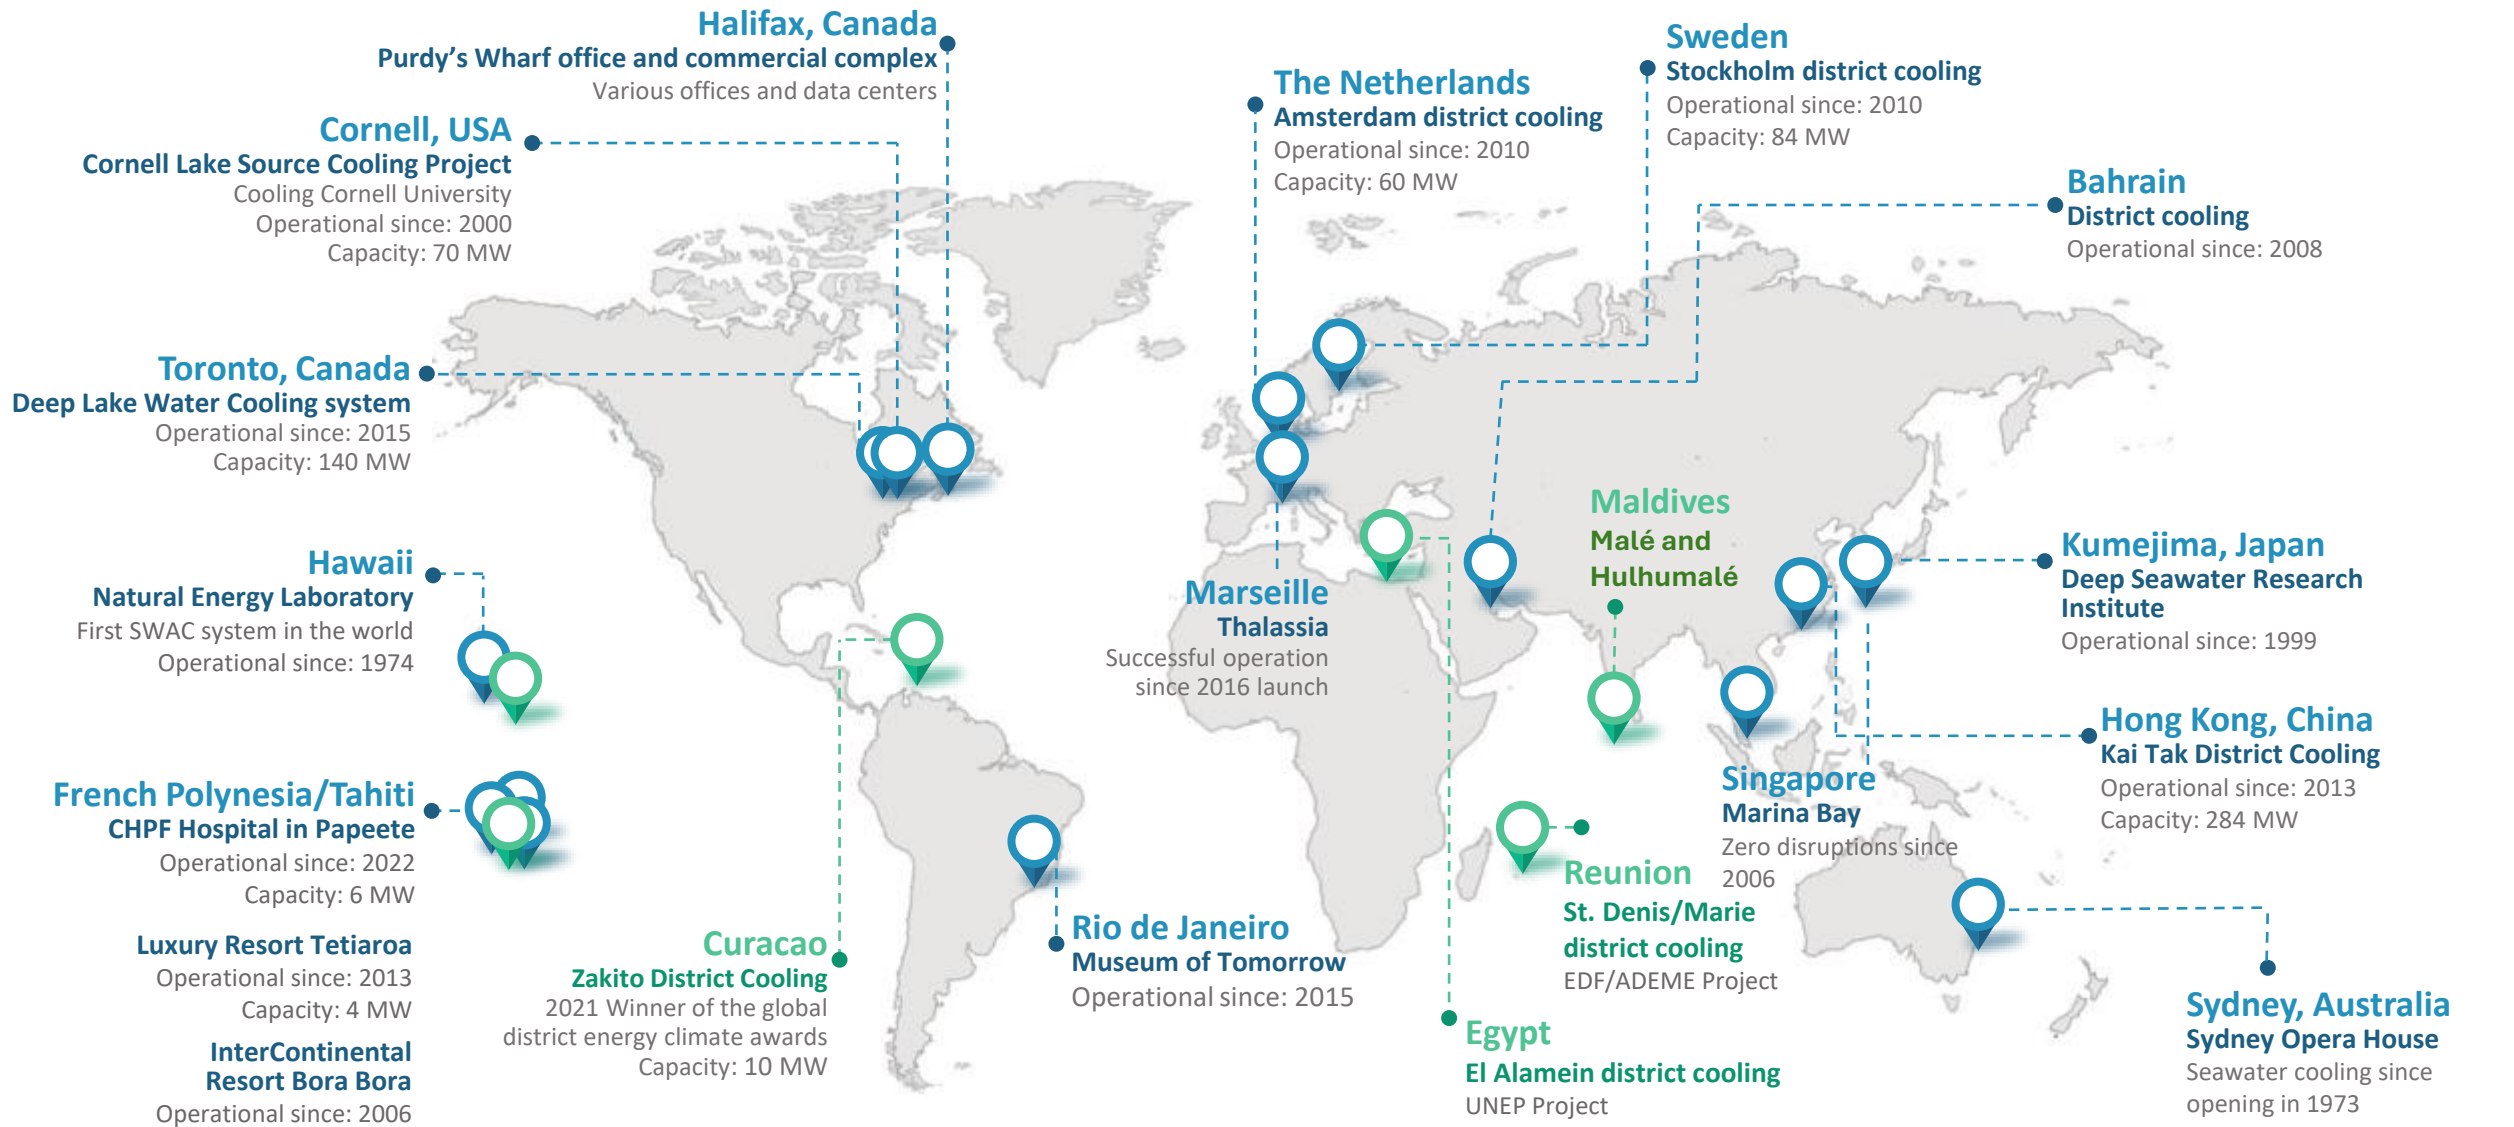 Halifax, Canada
Purdy's Wharf office and commercial complex
Various offices and data centers
Cornell, USA
Cornell Lake Source Cooling Project
Cooling Cornell University
Operational since: 2000
Capacity: 70 MW
Toronto, Canada
Deep Lake Water Cooling system
Operational since: 2015
Capacity: 140 MW
Hawaii
Natural Energy Laboratory
First SWAC system in the world
Operational since: 1974
French Polynesia/Tahiti
CHPF Hospital in Papeete
Operational since: 2022
Capacity: 6 MW
Luxury Resort Tetiaroa
Operational since: 2013
Capacity: 4 MW
InterContinental
Resort Bora Bora
Operational since: 2006
Curacao
Zakito District Cooling
2021 Winner of the global
district energy climate awards
Capacity: 10 MW
Rio de Janeiro
Museum of Tomorrow
Operational since: 2015
The Netherlands
Amsterdam district cooling
Operational since: 2010
Capacity: 60 MW
Sweden
Stockholm district cooling
Operational since: 2010
Capacity: 84 MW
Bahrain
District cooling
Operational since: 2008
Marseille
Thalassia
Successful operation
since 2016 launch
Maldives
Malé and
Hulhumalé
Kumejima, Japan
Deep Seawater Research
Institute
Operational since: 1999
Hong Kong, China
Kai Tak District Cooling
Operational since: 2013
Capacity: 284 MW
Singapore
Marina Bay
Zero disruptions since
2006
Reunion
St. Denis/Marie
district cooling
EDF/ADEME Project
Egypt
El Alamein district cooling
UNEP Project
Sydney, Australia
Sydney Opera House
Seawater cooling since
opening in 1973